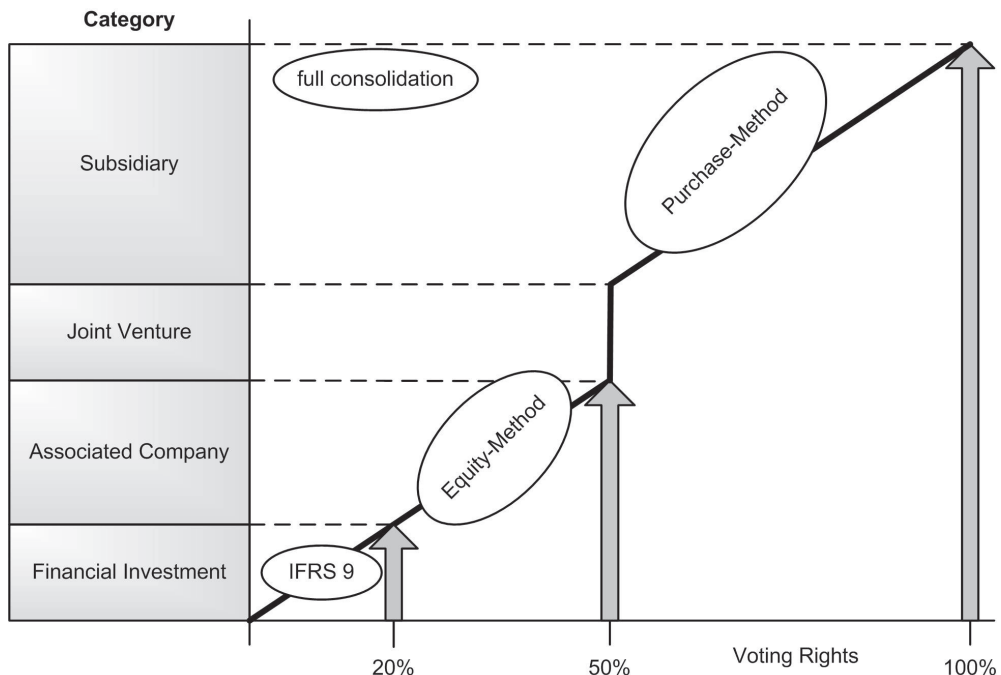 Category
full consolidation
Subsidiary
Purchase-Method
Joint Venture
Associated Company
Equity-Method
Financial Investment
IFRS 9
20%
50%
Voting Rights
100%